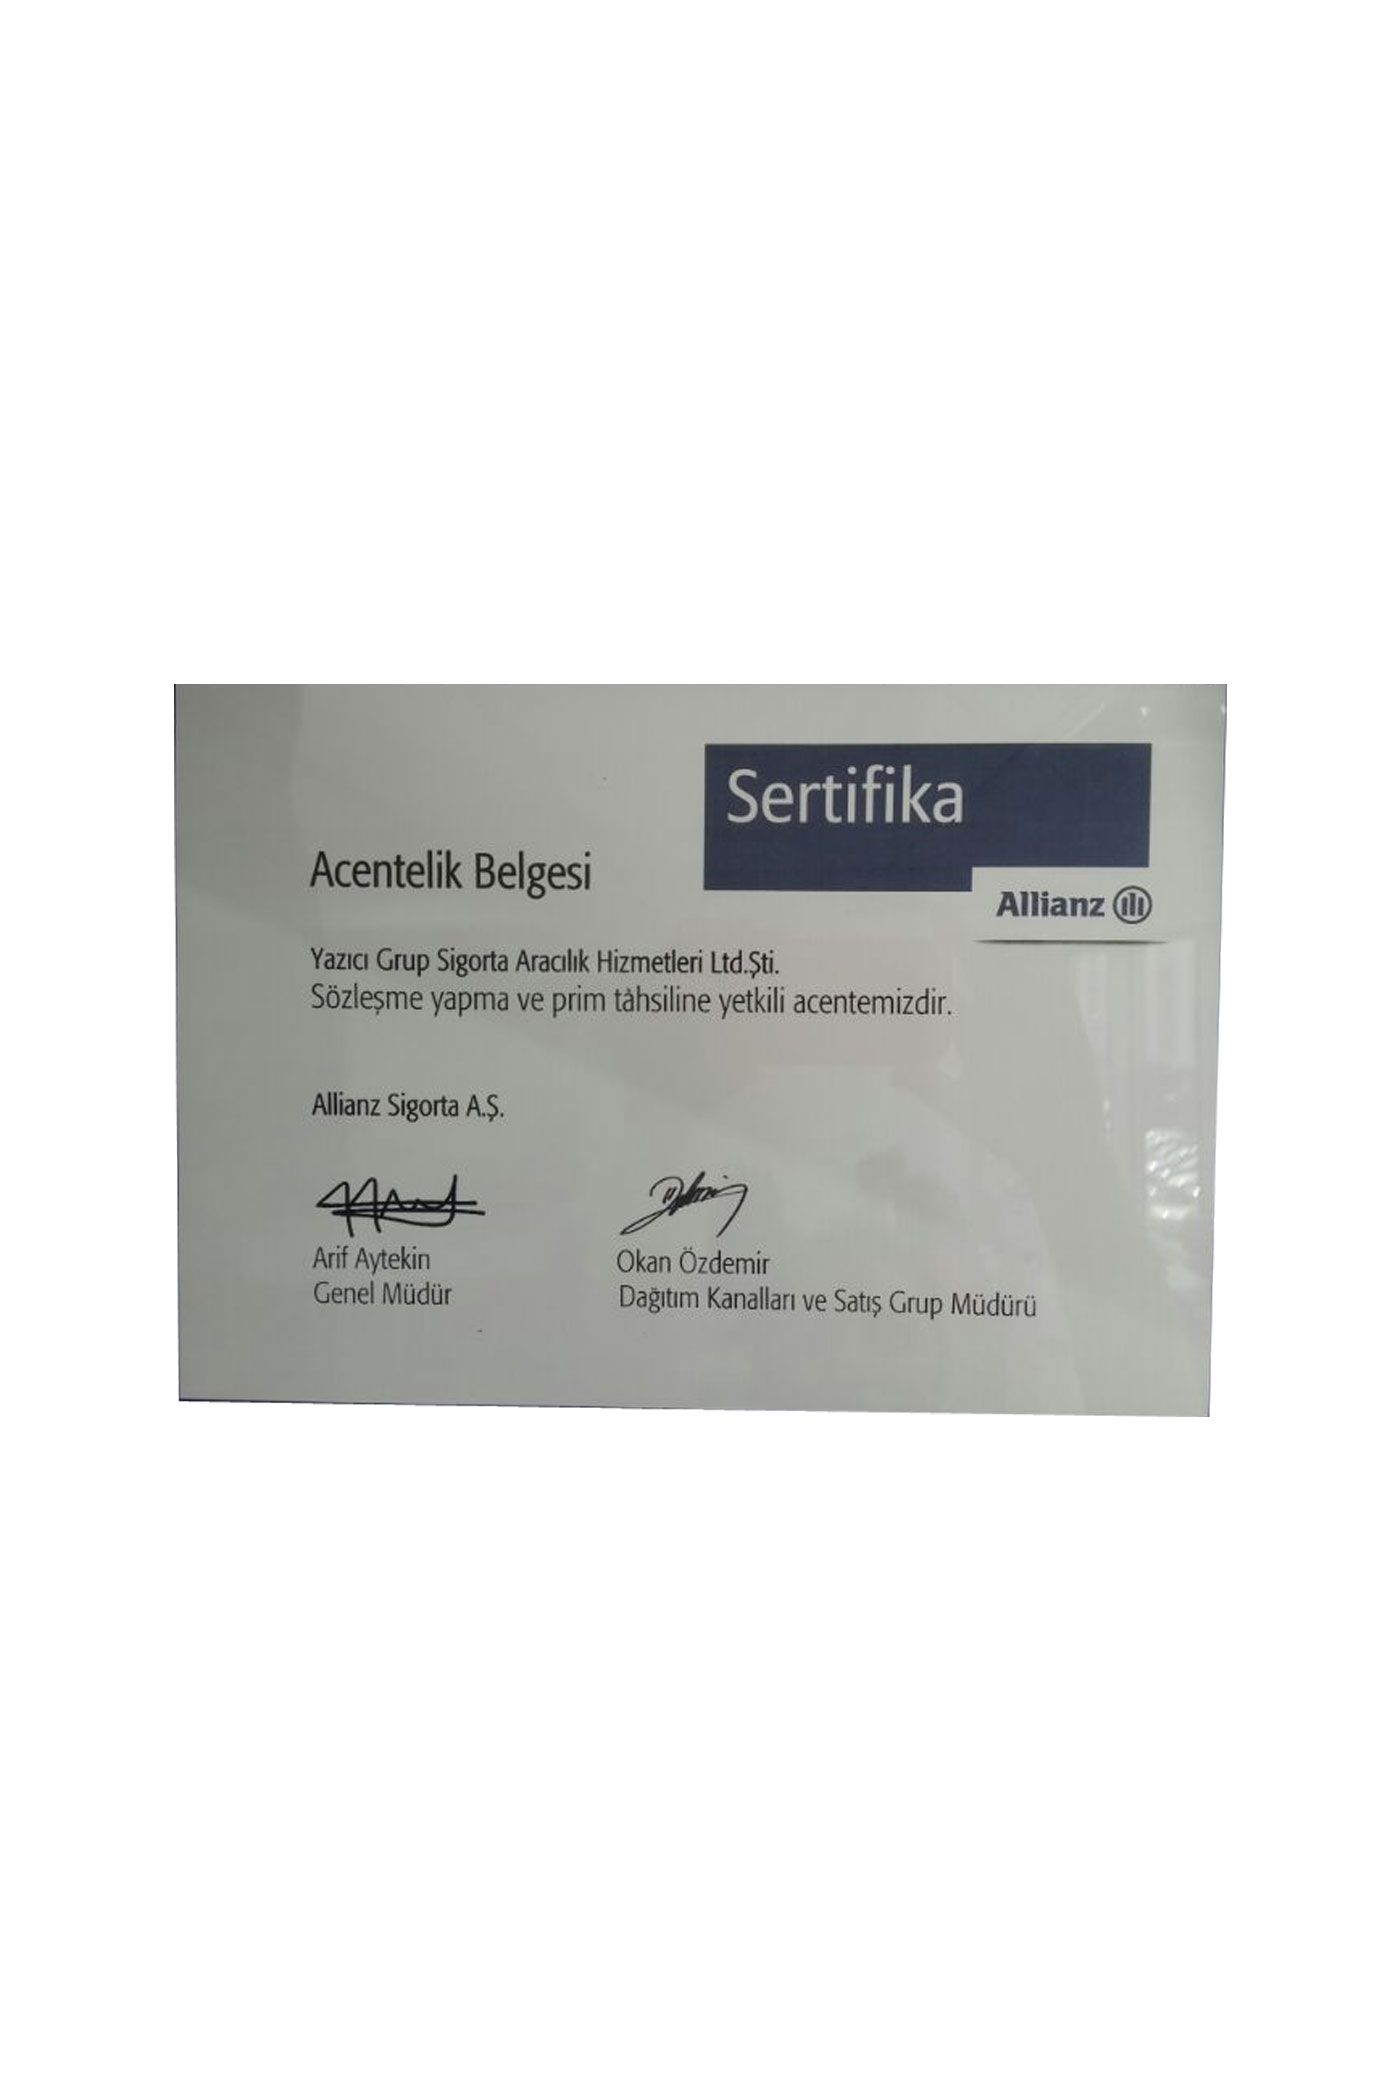 Sertifika
Allianz
Acentelik Belgesi
Yazıcı Grup Sigorta Aracılık Hizmetleri Ltd.Şti.
Sözleşme yapma ve prim tâhsiline yetkili acentemizdir.
Allianz Sigorta A.Ş.
Arif Aytekin
Genel Müdür
Okan Özdemir
Dağıtım Kanalları ve Satış Grup Müdürü